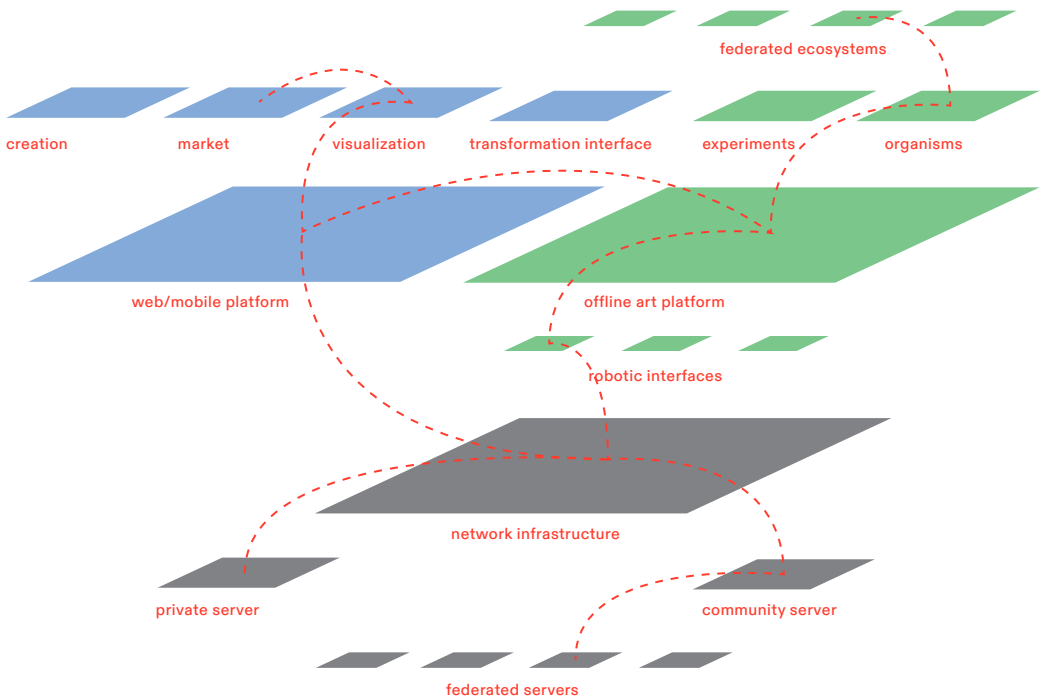 federated ecosystems
creation
market
visualization
transformation interface
experiments
organisms
web/mobile platform
offline art platform
robotic interfaces
network infrastructure
private server
community server
federated servers